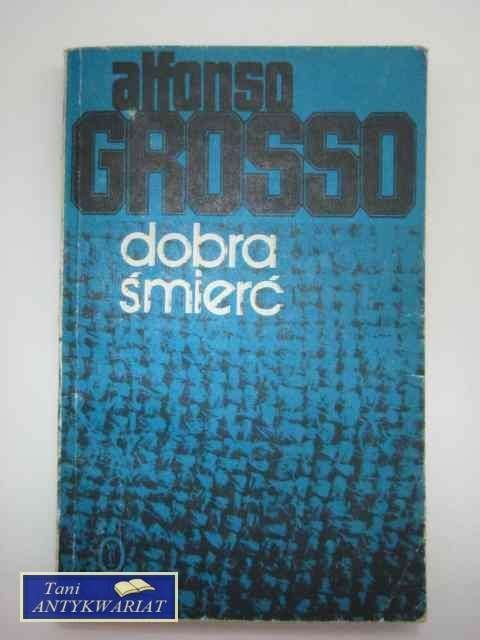 alfonso
GROSSO
dobra
śmierć
Tani
ANTYKWARIAT